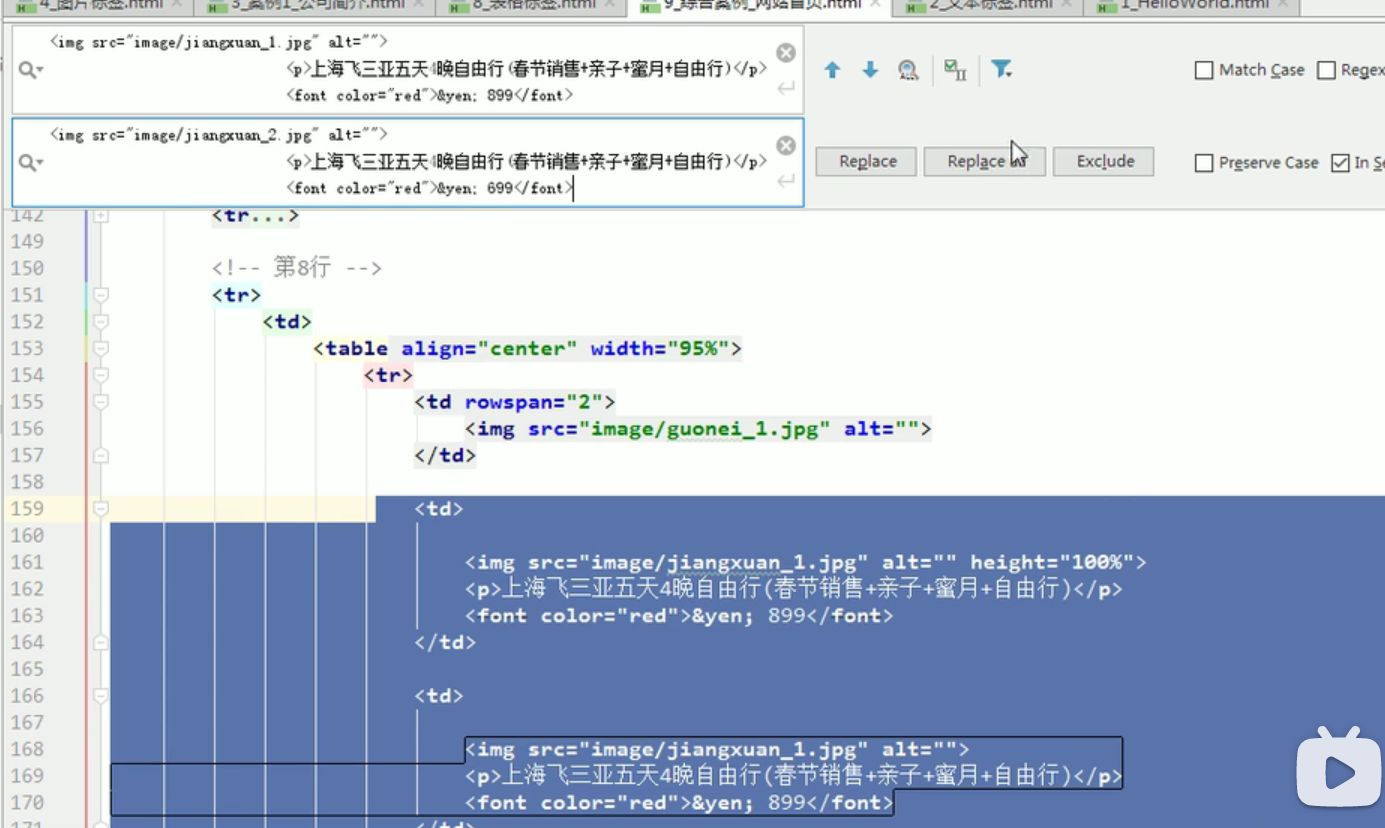 4_图片标签.html 3_案例1_公司简介.html 8_表格标签.html 9_综合案例_网站首页.html 2_文本标签.html 1_HelloWorld.html
<img src="image/jiangxuan_1.jpg" alt="">
<p>上海飞三亚五天4晚自由行(春节销售+亲子+蜜月+自由行)</p>
<font color="red">&yen; 899</font>
Match Case
Regex
<img src="image/jiangxuan_2.jpg" alt="">
<p>上海飞三亚五天4晚自由行(春节销售+亲子+蜜月+自由行)</p>
<font color="red">&yen; 699</font>
Replace
Replace
Exclude
Preserve Case
In Se
142 <tr...>
149
150 <!-- 第8行 -->
151 <tr>
152 <td>
153 <table align="center" width="95%">
154 <tr>
155 <td rowspan="2">
156 <img src="image/guonei_1.jpg" alt="">
157 </td>
158
159 <td>
160
161 <img src="image/jiangxuan_1.jpg" alt="" height="100%">
162 <p>上海飞三亚五天4晚自由行(春节销售+亲子+蜜月+自由行)</p>
163 <font color="red">&yen; 899</font>
164 </td>
165
166 <td>
167
168 <img src="image/jiangxuan_1.jpg" alt="">
169 <p>上海飞三亚五天4晚自由行(春节销售+亲子+蜜月+自由行)</p>
170 <font color="red">&yen; 899</font>
171 </td>